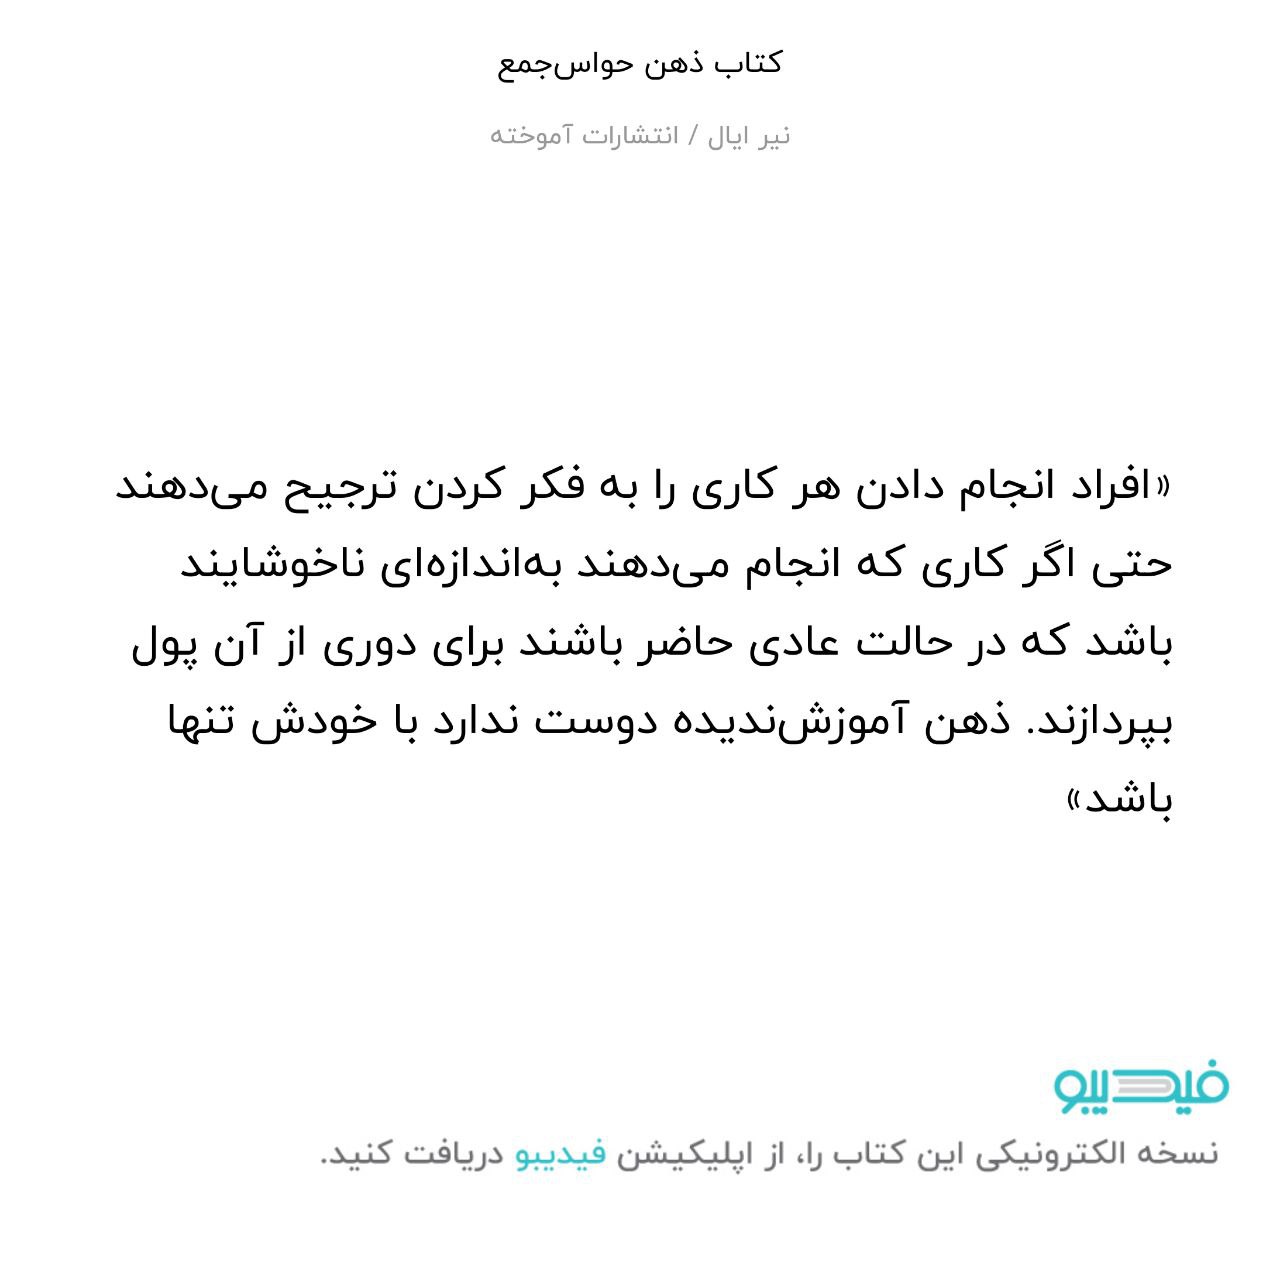 کتاب ذهن حواس‌جمع
نیر ایال / انتشارات آموخته
«افراد انجام دادن هر کاری را به فکر کردن ترجیح می‌دهند
حتی اگر کاری که انجام می‌دهند به‌اندازه‌ای ناخوشایند
باشد که در حالت عادی حاضر باشند برای دوری از آن پول
بپردازند. ذهن آموزش‌ندیده دوست ندارد با خودش تنها
باشد»
فیدیبو
نسخه الکترونیکی این کتاب را، از اپلیکیشن فیدیبو دریافت کنید.